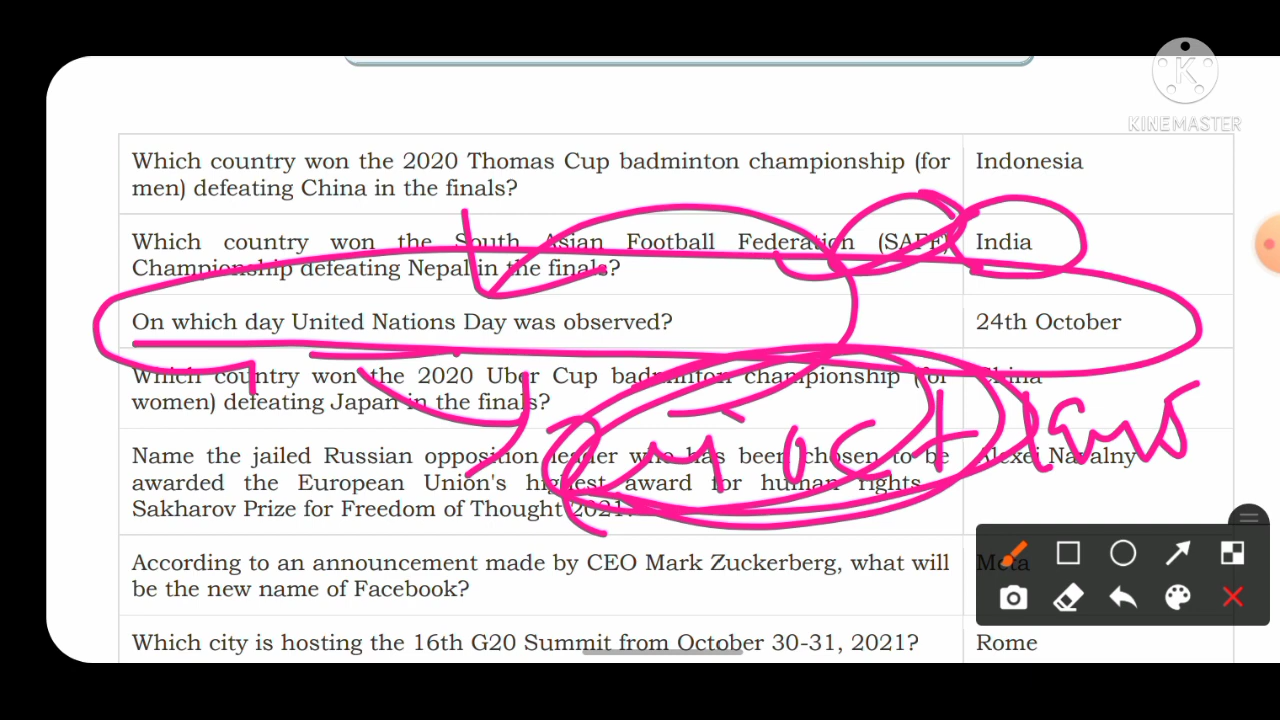 KINEMASTER
Which country won the 2020 Thomas Cup badminton championship (for men) defeating China in the finals?
Indonesia
Which country won the South Asian Football Federation (SAFF) Championship defeating Nepal in the finals?
India
On which day United Nations Day was observed?
24th October
Which country won the 2020 Uber Cup badminton championship (for women) defeating Japan in the finals?
China
Name the jailed Russian opposition leader who has been chosen to be awarded the European Union's highest award for human rights Sakharov Prize for Freedom of Thought 2021.
Alexei Navalny
most
According to an announcement made by CEO Mark Zuckerberg, what will be the new name of Facebook?
Meta
Which city is hosting the 16th G20 Summit from October 30-31, 2021?
Rome